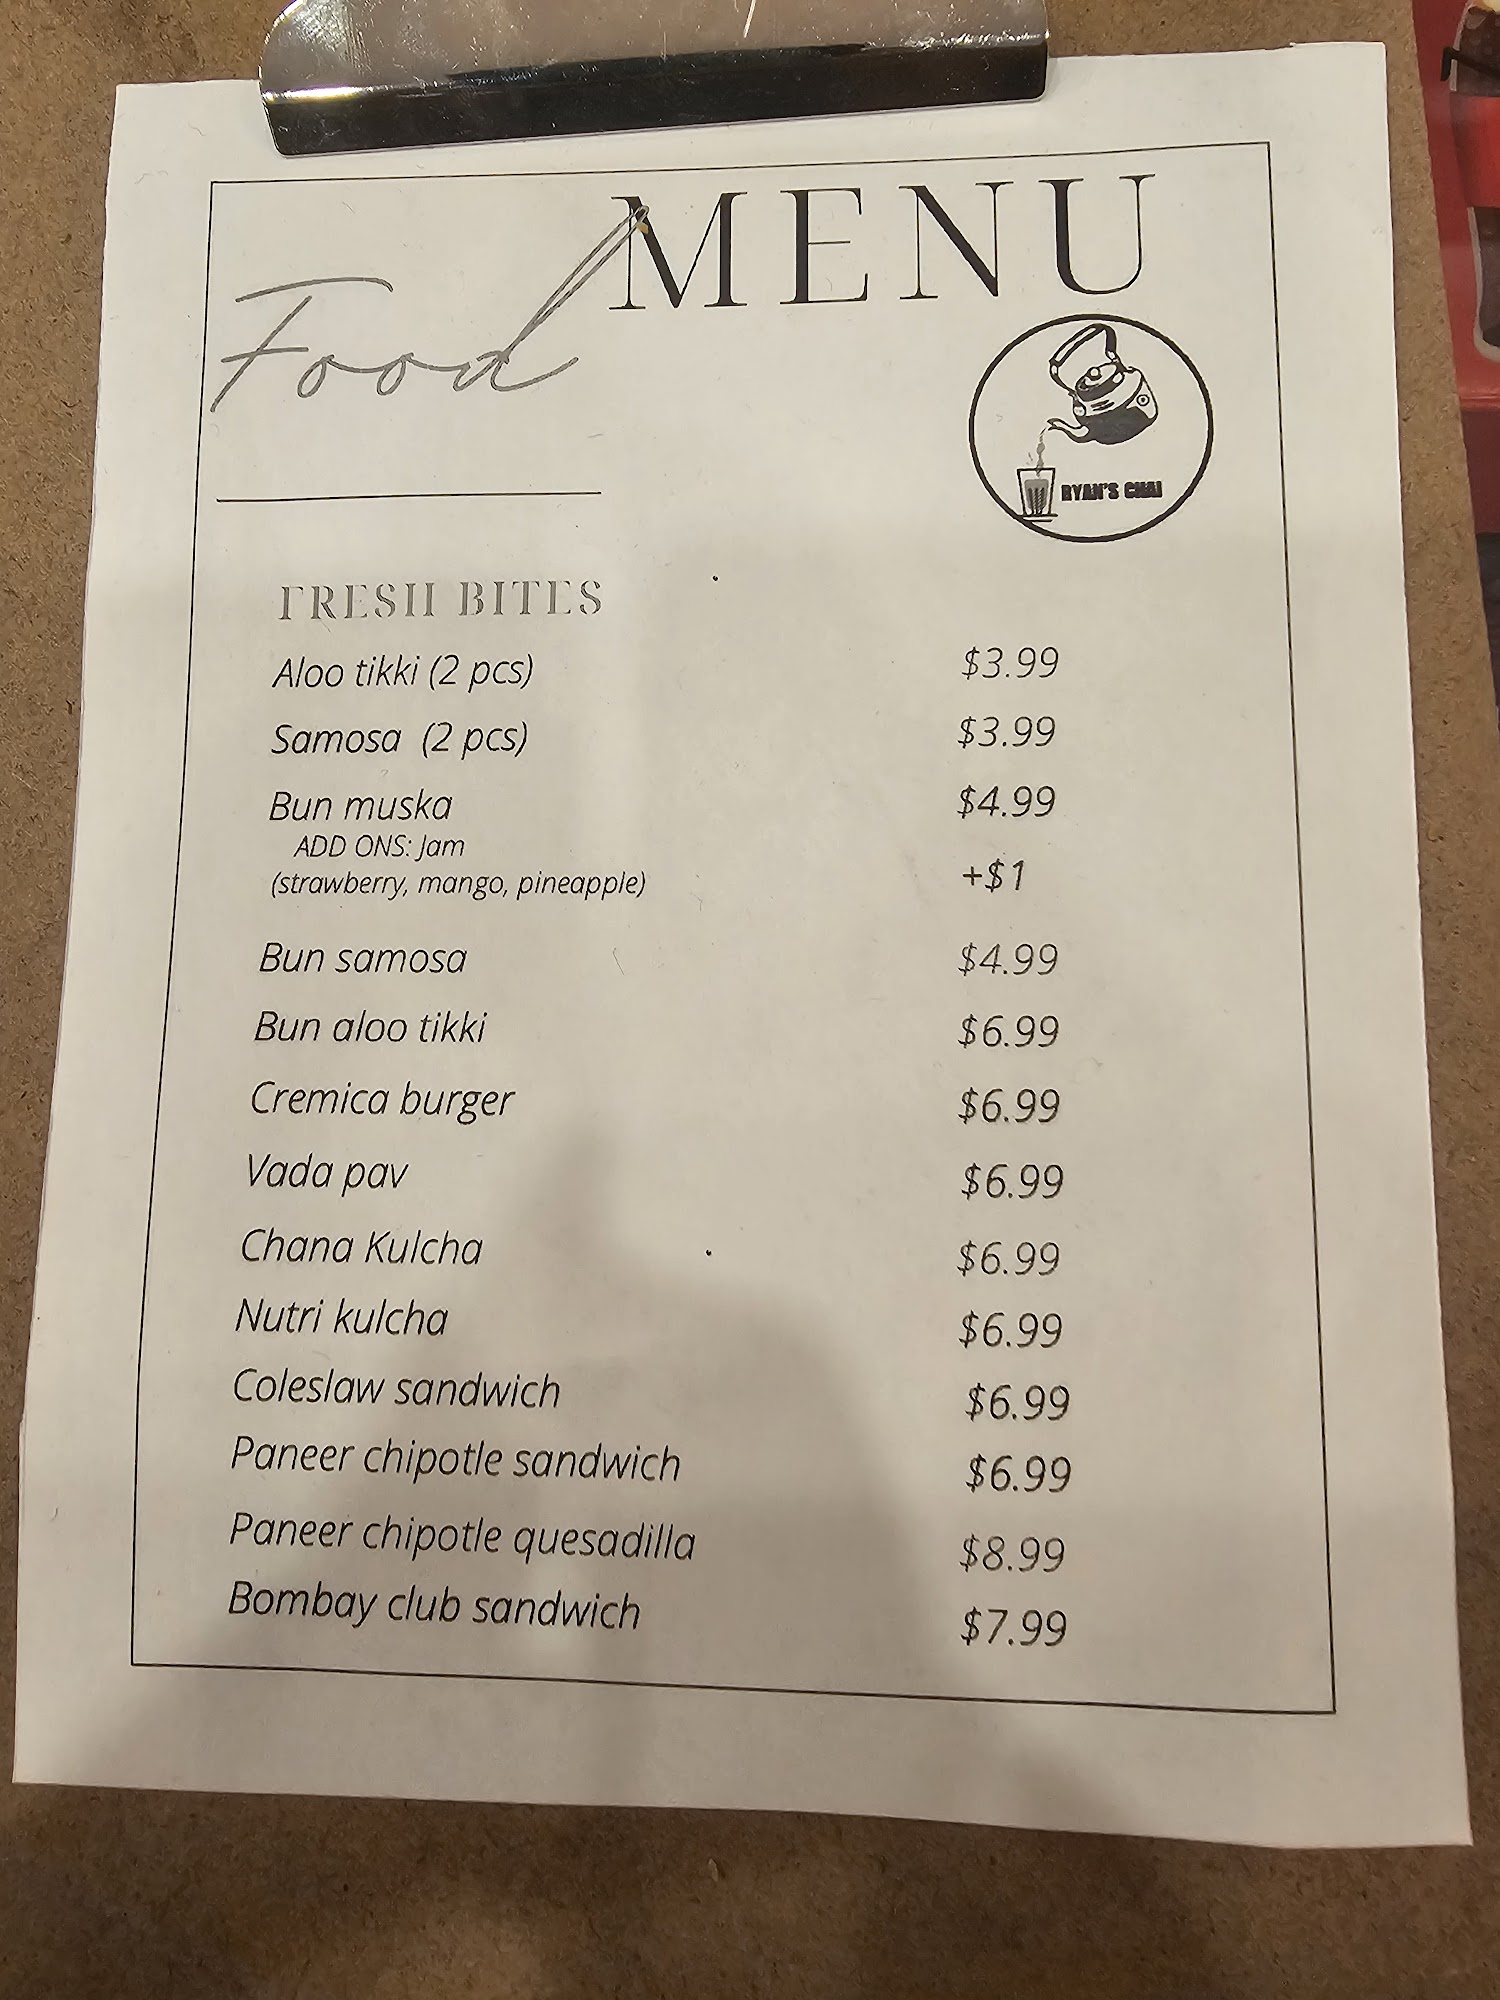 MENU
Food
RYAN'S CHAI
FRESH BITES
Aloo tikki (2 pcs) $3.99
Samosa (2 pcs) $3.99
Bun muska $4.99
ADD ONS: Jam
(strawberry, mango, pineapple) +$1
Bun samosa $4.99
Bun aloo tikki $6.99
Cremica burger $6.99
Vada pav $6.99
Chana Kulcha $6.99
Nutri kulcha $6.99
Coleslaw sandwich $6.99
Paneer chipotle sandwich $6.99
Paneer chipotle quesadilla $8.99
Bombay club sandwich $7.99